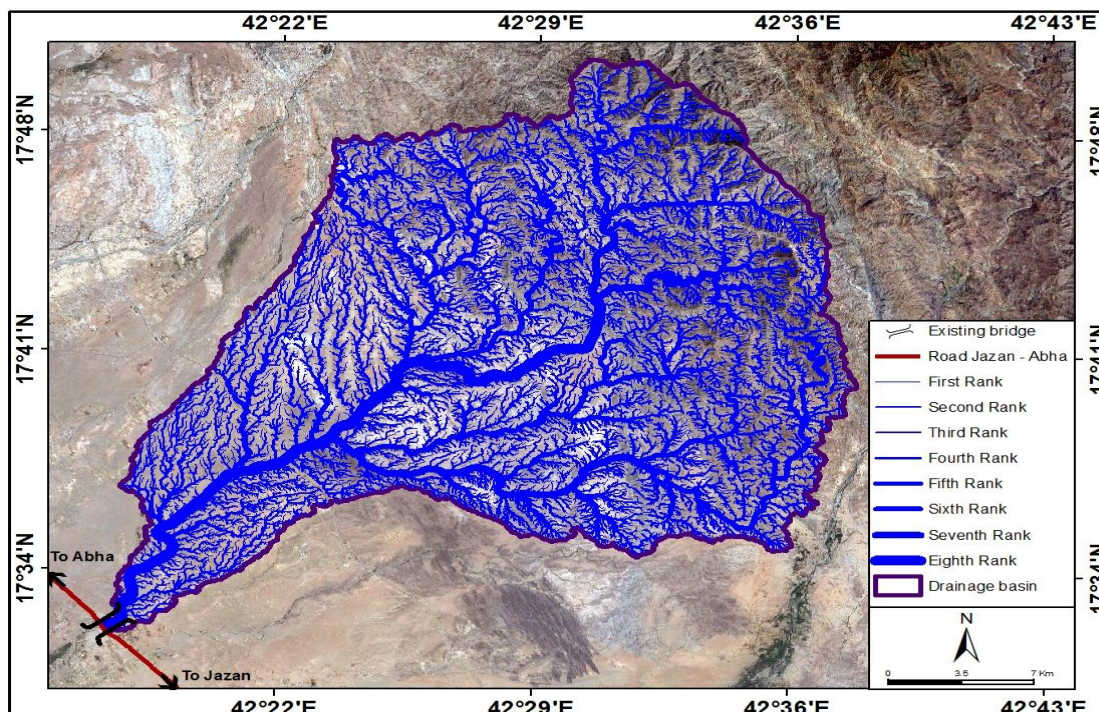 42°22'E 42°29'E 42°36'E 42°43'E
17°48'N 17°48'N
17°41'N 17°41'N
Existing bridge
Road Jazan - Abha
First Rank
Second Rank
Third Rank
Fourth Rank
Fifth Rank
Sixth Rank
Seventh Rank
Eighth Rank
Drainage basin
17°34'N 17°34'N
To Abha
To Jazan
N
0 3.5 7 Km
42°22'E 42°29'E 42°36'E 42°43'E